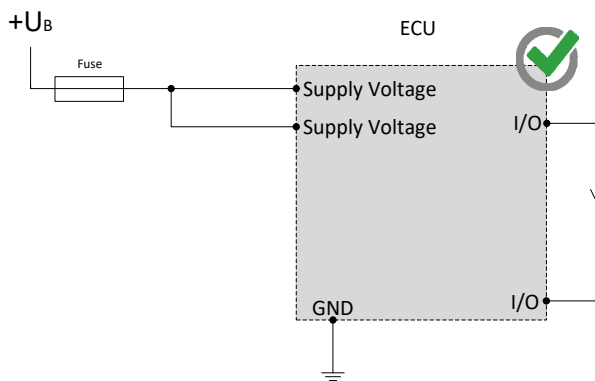 +UB
ECU
Fuse
Supply Voltage
Supply Voltage
I/O
I/O
GND